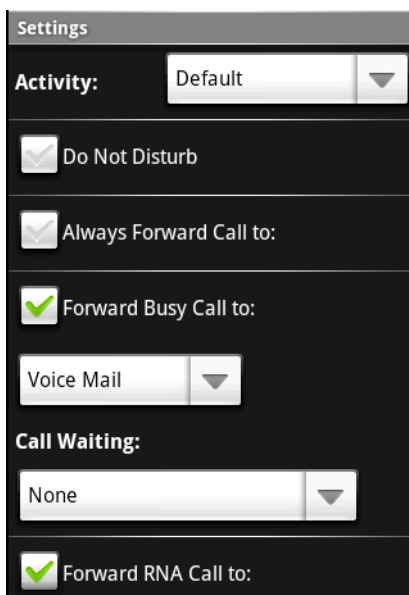 Settings
Activity: Default
Do Not Disturb
Always Forward Call to:
Forward Busy Call to:
Voice Mail
Call Waiting:
None
Forward RNA Call to: